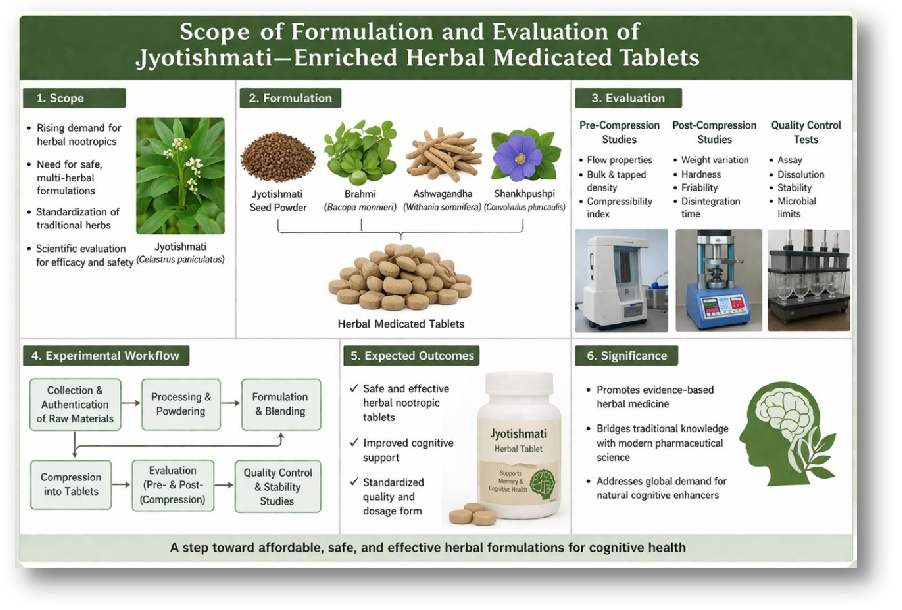 Scope of Formulation and Evaluation of
Jyotishmati—Enriched Herbal Medicated Tablets
1. Scope
• Rising demand for
herbal nootropics
• Need for safe,
multi-herbal
formulations
• Standardization of
traditional herbs
• Scientific evaluation
for efficacy and safety
Jyotishmati
(Celastrus paniculatus)
2. Formulation
Jyotishmati
Seed Powder
Brahmi
(Bacopa monnieri)
Ashwagandha
(Withania somnifera)
Shankhpushpi
(Convolvulus pluricaulis)
Herbal Medicated Tablets
3. Evaluation
Pre-Compression
Studies
• Flow properties
• Bulk & tapped
density
• Compressibility
index
Post-Compression
Studies
• Weight variation
• Hardness
• Friability
• Disintegration
time
Quality Control
Tests
• Assay
• Dissolution
• Stability
• Microbial
limits
4. Experimental Workflow
Collection &
Authentication
of Raw Materials
Processing &
Powdering
Formulation
& Blending
Compression
into Tablets
Evaluation
(Pre- & Post-
(Compression)
Quality Control
& Stability
Studies
5. Expected Outcomes
✓ Safe and effective
herbal nootropic
tablets
✓ Improved cognitive
support
✓ Standardized
quality and
dosage form
Jyotishmati
Herbal Tablet
Supports
Memory &
Cognitive Health
6. Significance
• Promotes evidence-based
herbal medicine
• Bridges traditional knowledge
with modern pharmaceutical
science
• Addresses global demand for
natural cognitive enhancers
A step toward affordable, safe, and effective herbal formulations for cognitive health